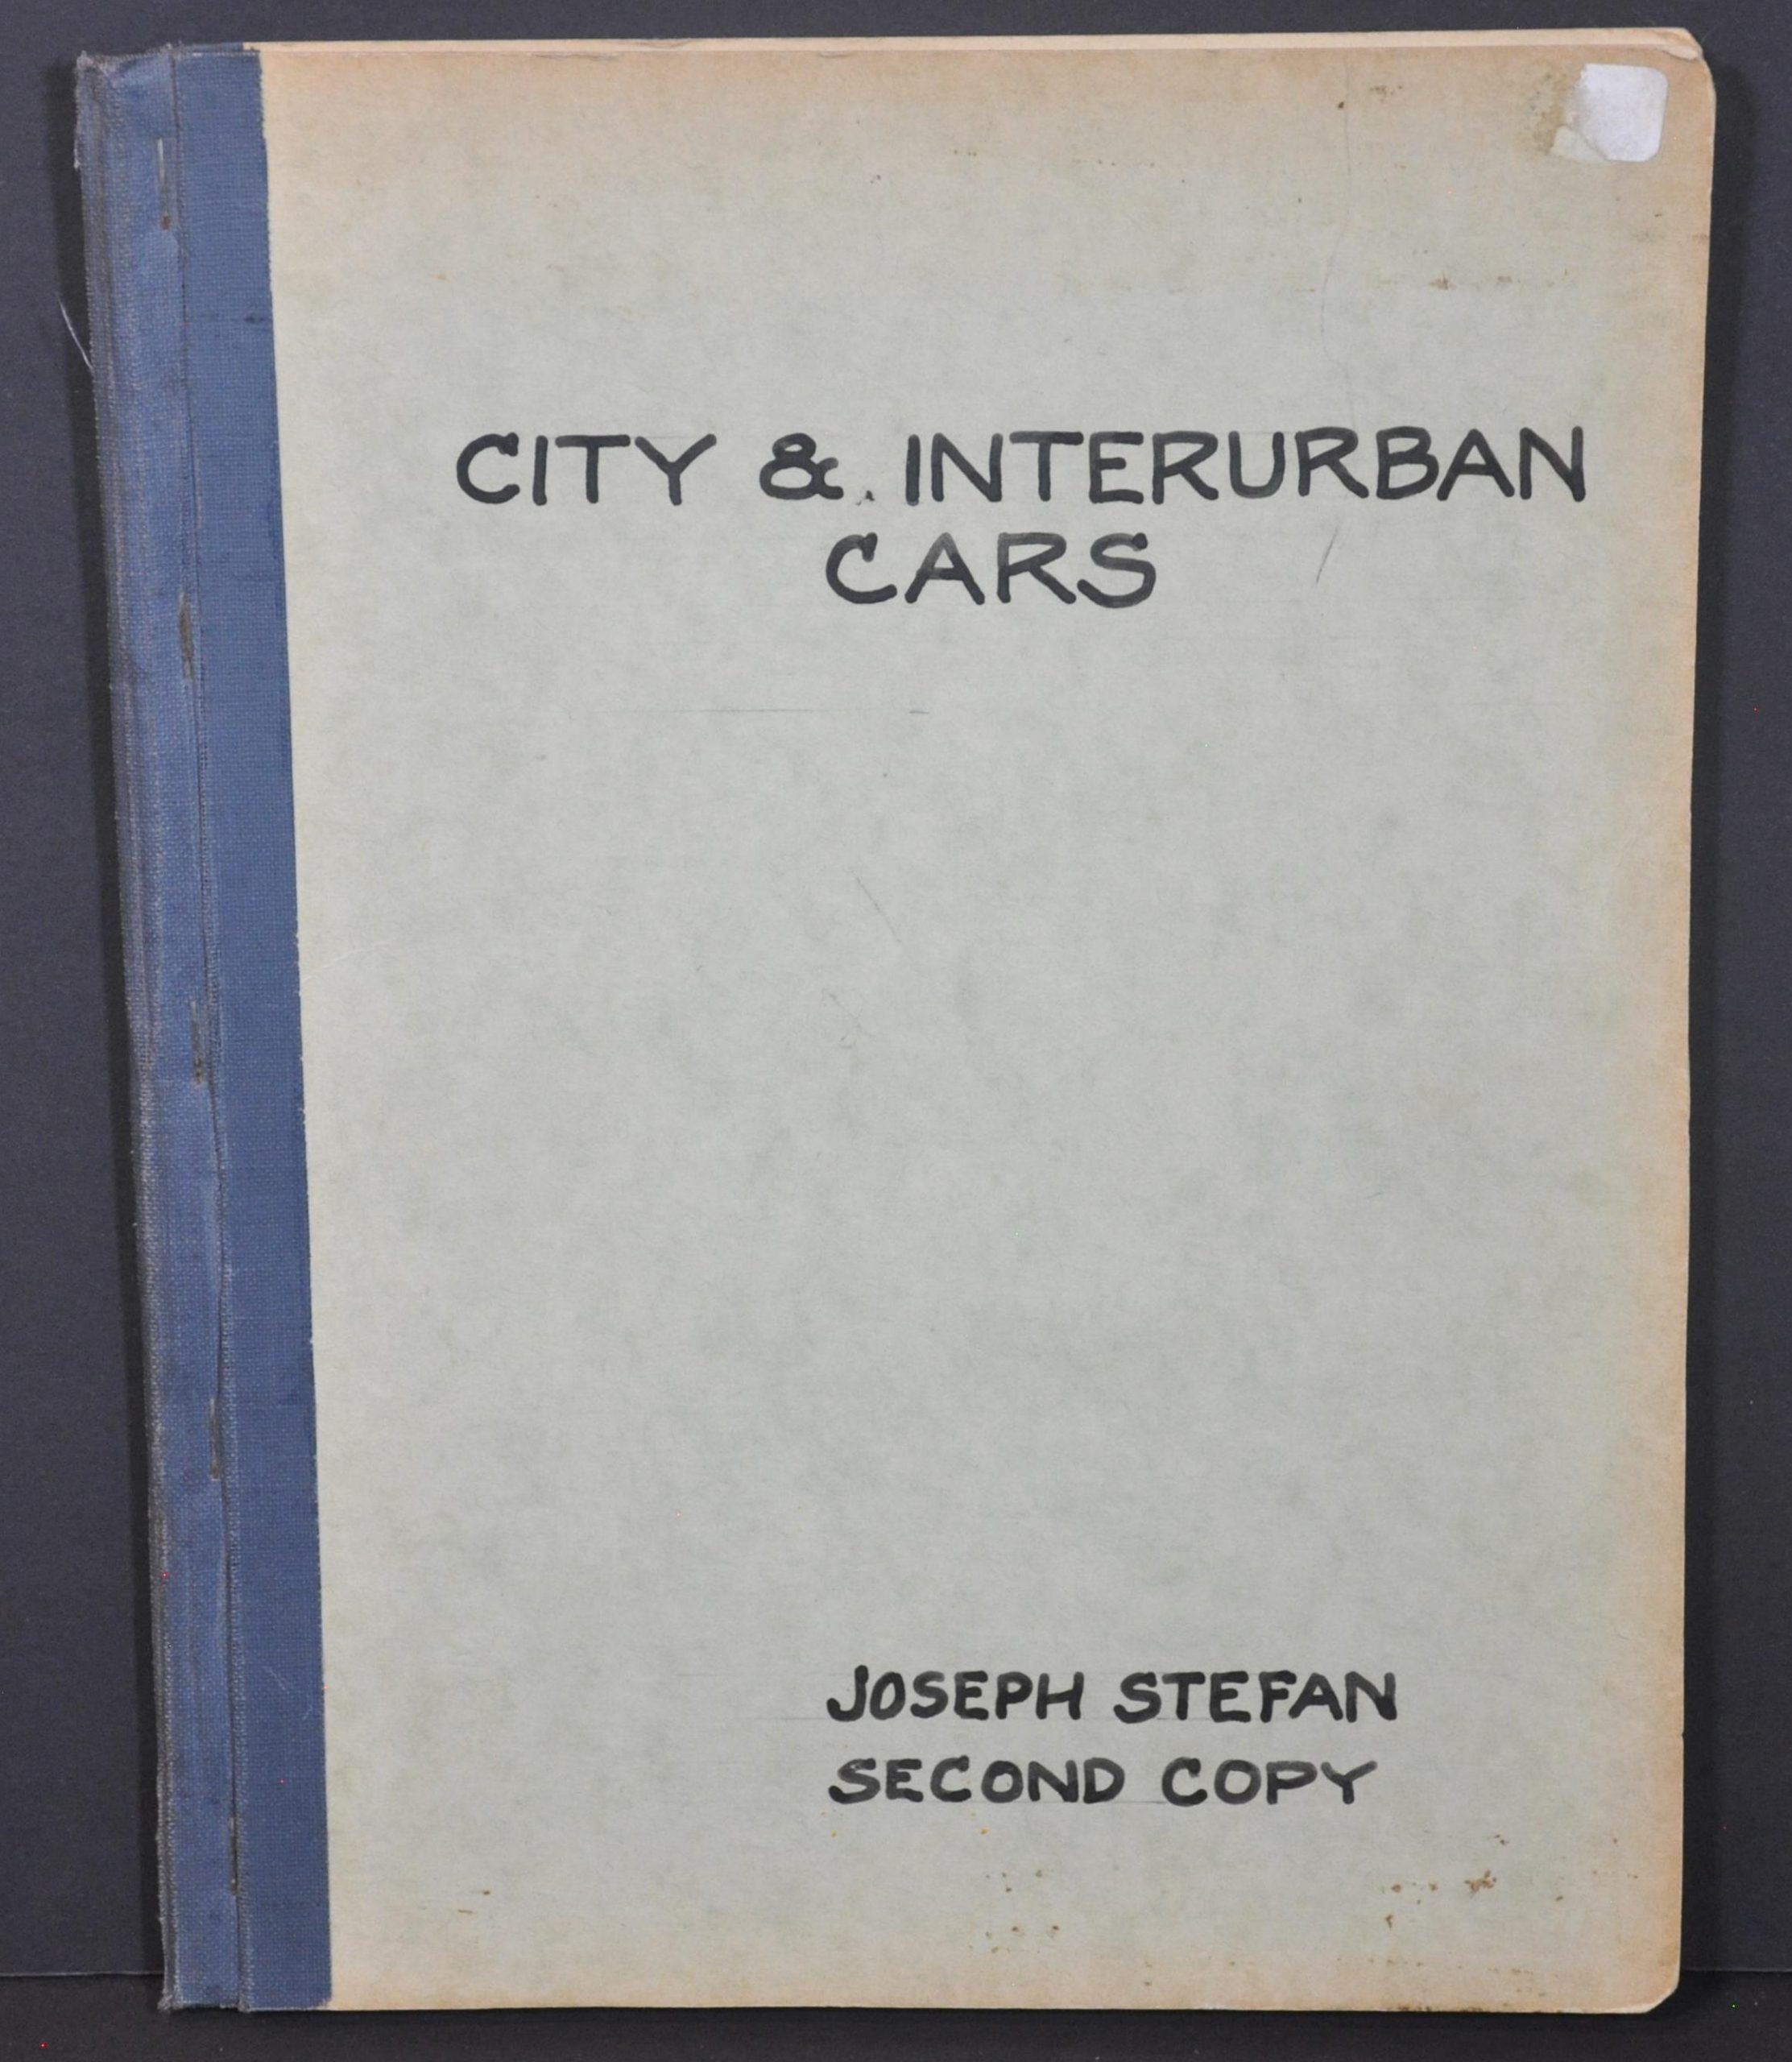 CITY & INTERURBAN
CARS
JOSEPH STEFAN
SECOND COPY